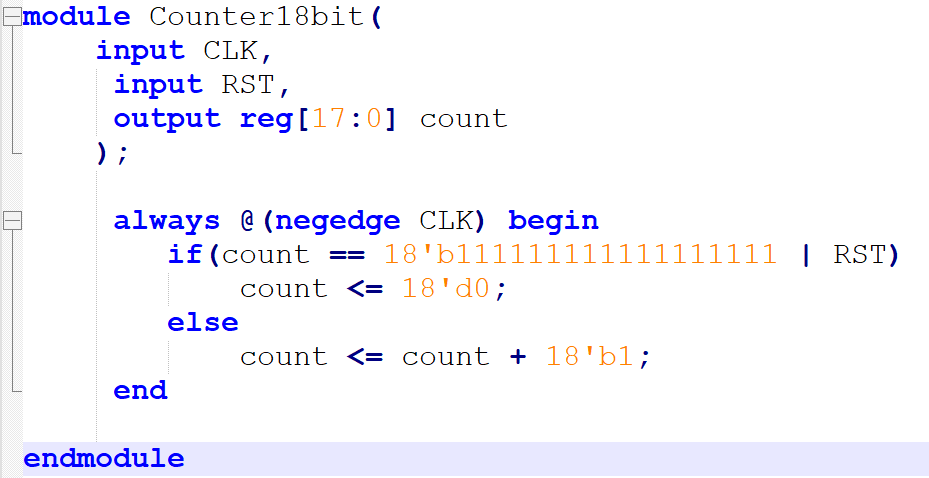 module Counter18bit(
    input CLK,
     input RST,
     output reg[17:0] count
    );

     always @(negedge CLK) begin
        if(count == 18'b111111111111111111 | RST)
            count <= 18'd0;
        else
            count <= count + 18'b1;
     end

endmodule